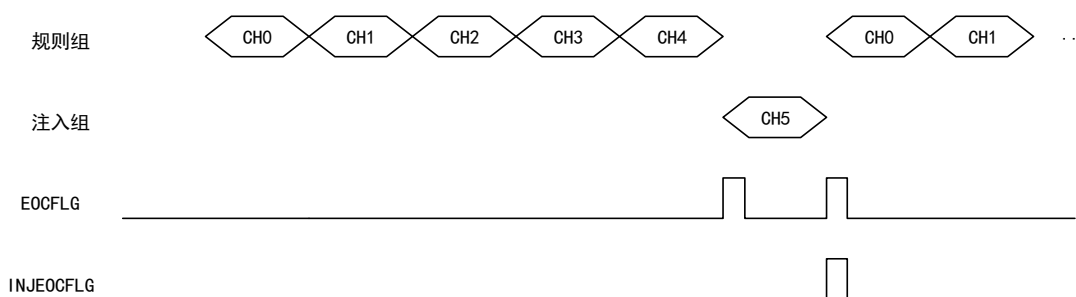 规则组 CH0 CH1 CH2 CH3 CH4 CH0 CH1 ..
注入组 CH5
EOCFLG
INJEOCFLG